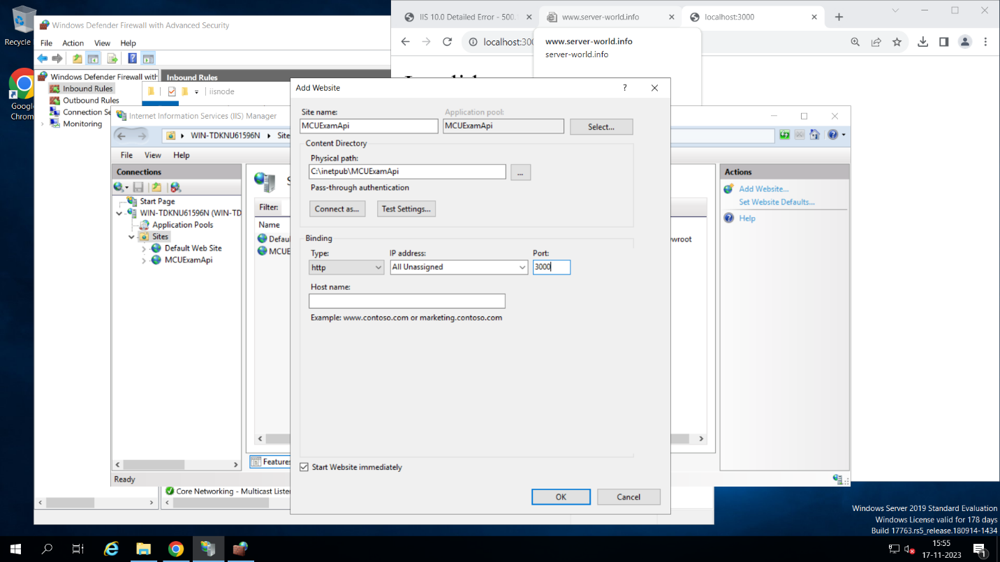 Recycle
Google
Chrom
Windows Defender Firewall with Advanced Security
File Action View Help
Windows Defender Firewall with
Inbound Rules
Outbound Rules
Connection Se
Monitoring
Inbound Rules
iisnode
IIS 10.0 Detailed Error - 500.
www.server-world.info
localhost:3000
localhost:300
www.server-world.info
server-world.info
Internet Information Services (IIS) Manager
WIN-TDKNU61596N
Site
File View Help
Connections
Start Page
WIN-TDKNU61596N (WIN-TD
Application Pools
Sites
Default Web Site
MCUExamApi
Filter:
Name
Defau
MCUE
wroot
Features
Ready
Actions
Add Website...
Set Website Defaults...
Help
Add Website
?
Site name:
Application pool:
MCUExamApi
MCUExamApi
Select...
Content Directory
Physical path:
C:\inetpub\MCUExamApi
...
Pass-through authentication
Connect as...
Test Settings...
Binding
Type:
IP address:
Port:
http
All Unassigned
3000
Host name:
Example: www.contoso.com or marketing.contoso.com
Start Website immediately
OK
Cancel
Core Networking - Multicast Lister
Windows Server 2019 Standard Evaluation
Windows License valid for 178 days
Build 17763.rs5_release.180914-1434
15:55
17-11-2023
1